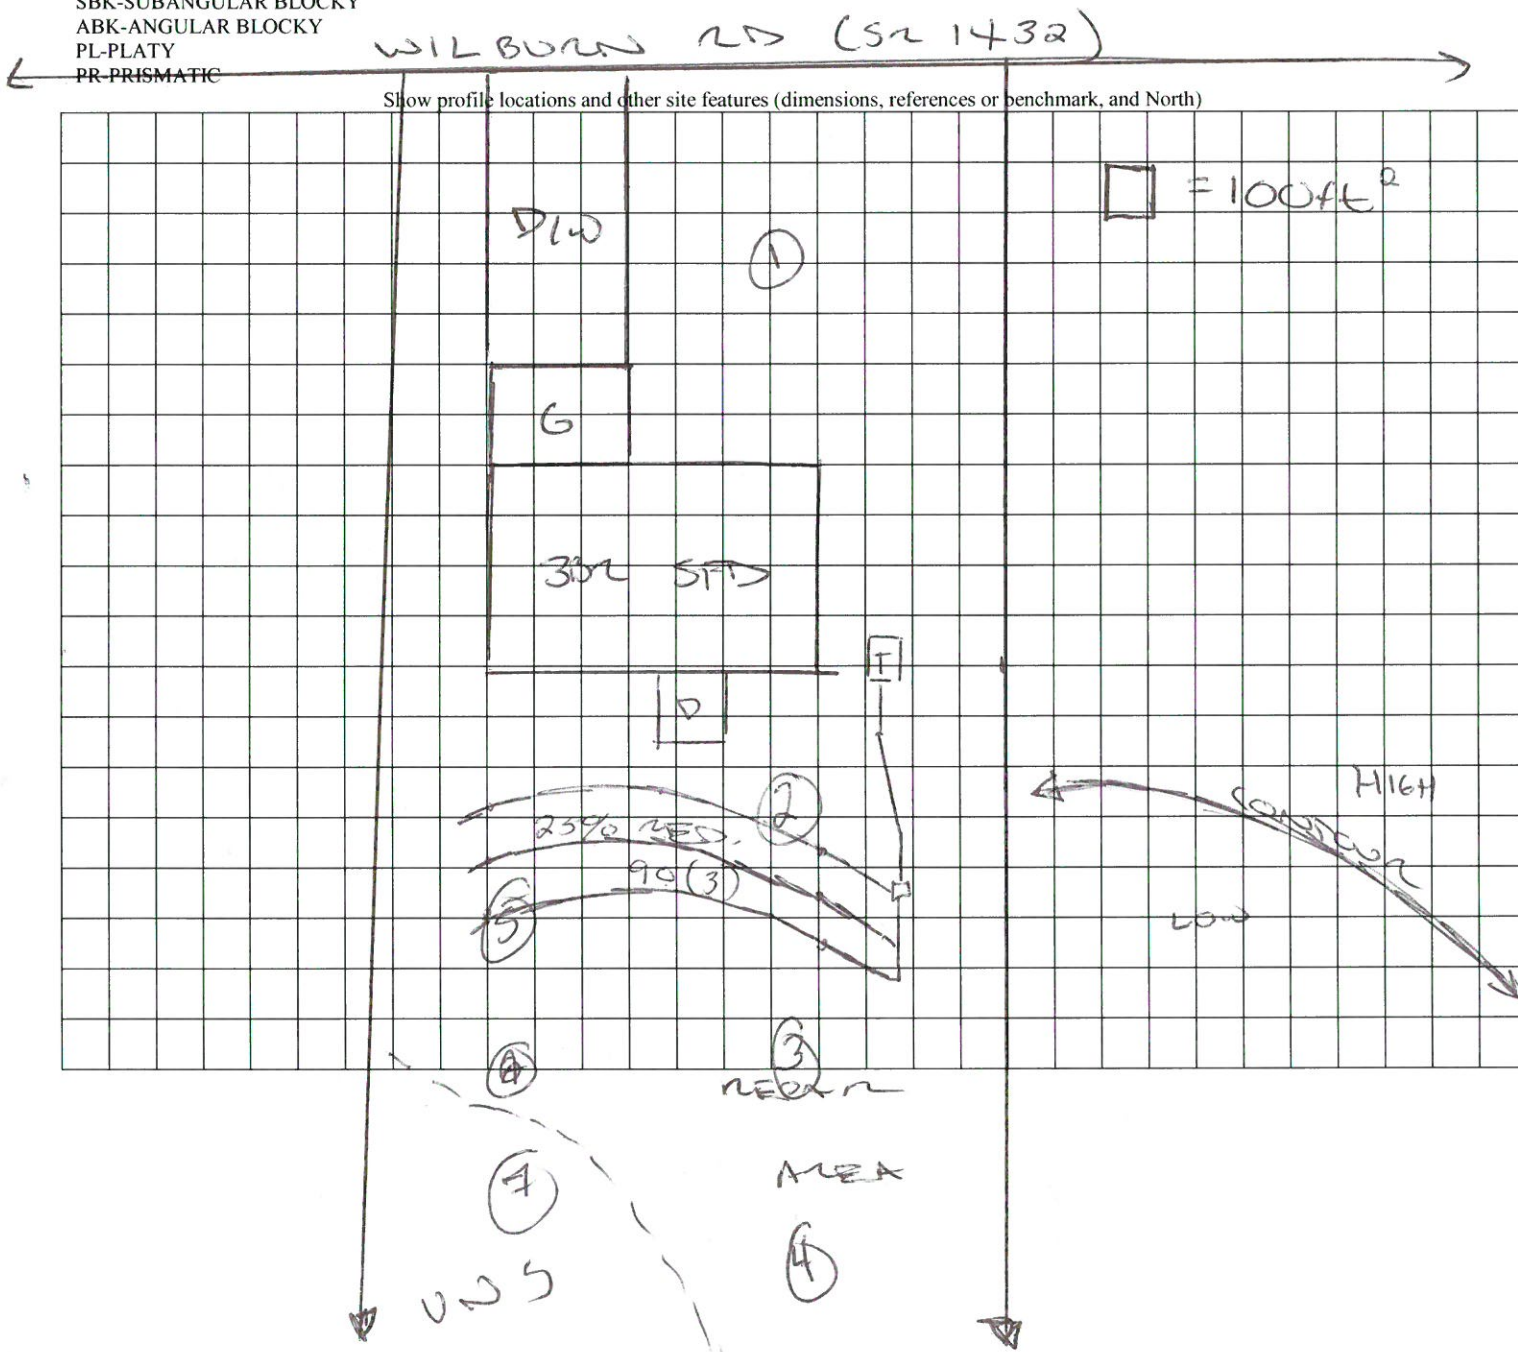 SBK-SUBANGULAR BLOCKY
ABK-ANGULAR BLOCKY
PL-PLATY
PR-PRISMATIC
WILBURN RD (SR 1432)
Show profile locations and other site features (dimensions, references or benchmark, and North)
= 100ft²
D/W
1
G
3BR SFD
T
D
HIGH
CONTOUR
LOW
2
25% RED.
90(3)
5
3
REPAIR
AREA
7
4
UNS